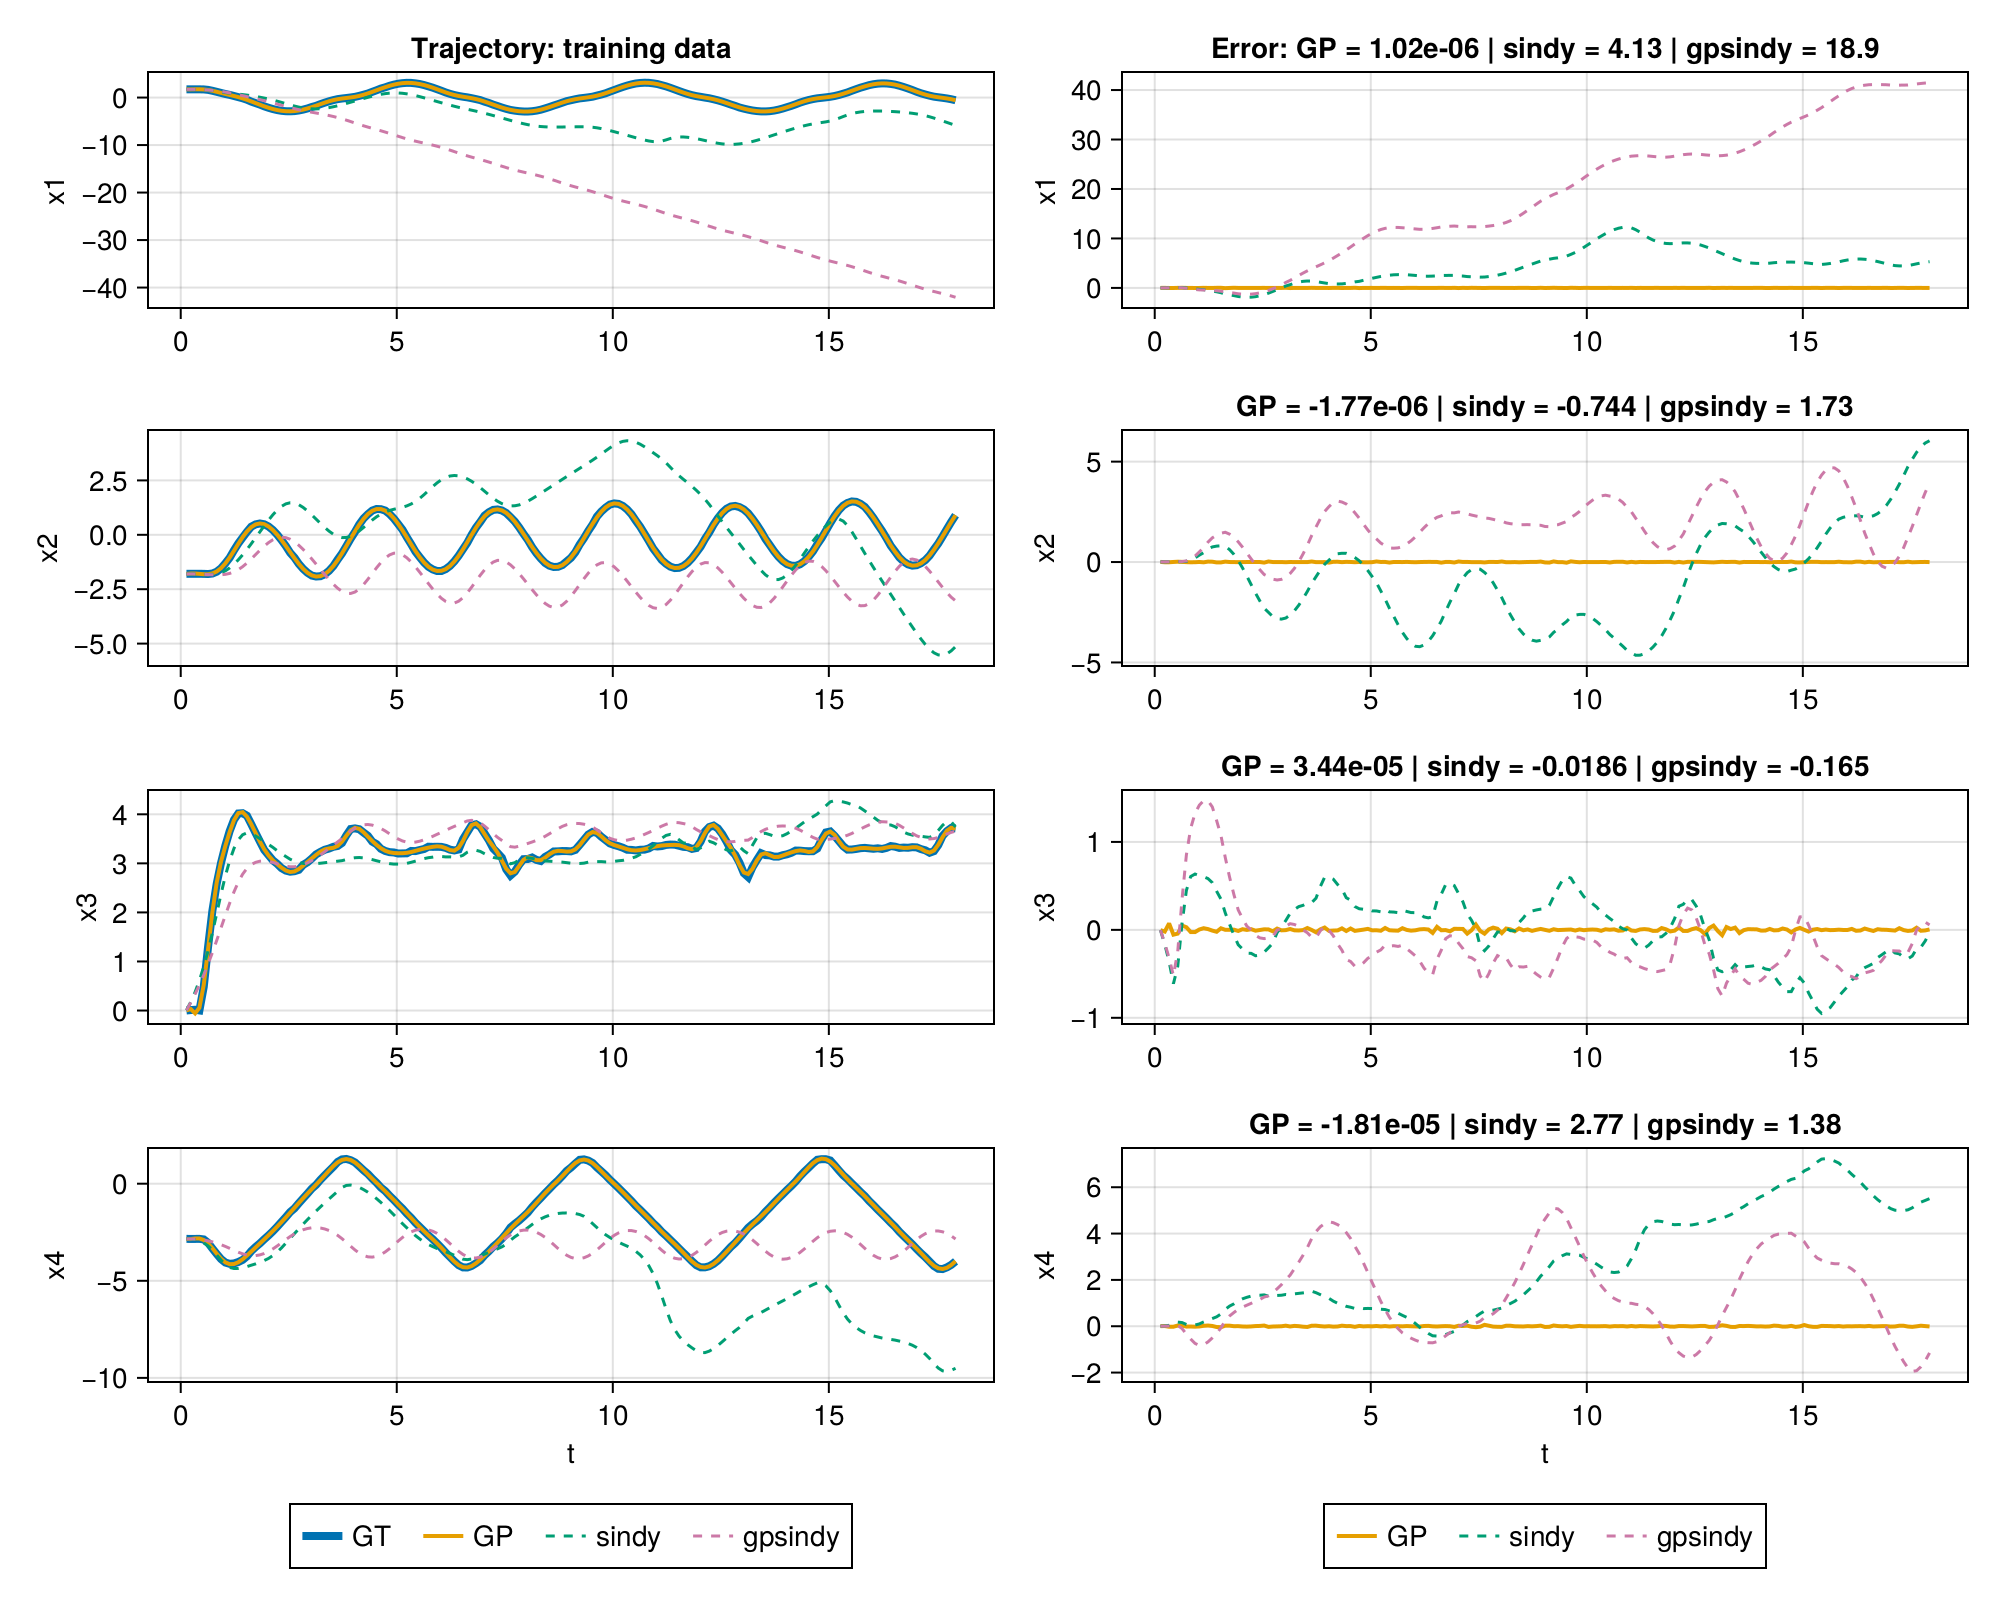 Trajectory: training data
Error: GP = 1.02e-06 | sindy = 4.13 | gpsindy = 18.9
x1
0
−10
−20
−30
−40
0 5 10 15
x1
40
30
20
10
0
0 5 10 15
GP = -1.77e-06 | sindy = -0.744 | gpsindy = 1.73
x2
2.5
0.0
−2.5
−5.0
0 5 10 15
x2
5
0
−5
0 5 10 15
GP = 3.44e-05 | sindy = -0.0186 | gpsindy = -0.165
x3
4
3
2
1
0
0 5 10 15
x3
1
0
−1
0 5 10 15
GP = -1.81e-05 | sindy = 2.77 | gpsindy = 1.38
x4
0
−5
−10
0 5 10 15
t
x4
6
4
2
0
−2
0 5 10 15
t
GT GP sindy gpsindy
GP sindy gpsindy